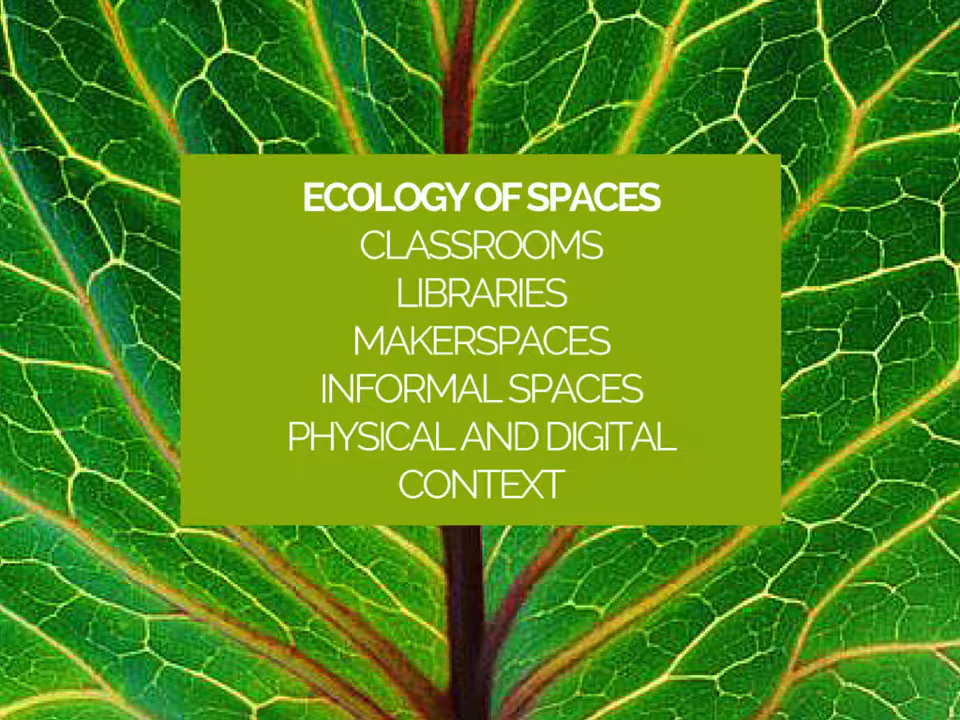 ECOLOGY OF SPACES
CLASSROOMS
LIBRARIES
MAKERSPACES
INFORMAL SPACES
PHYSICAL AND DIGITAL
CONTEXT